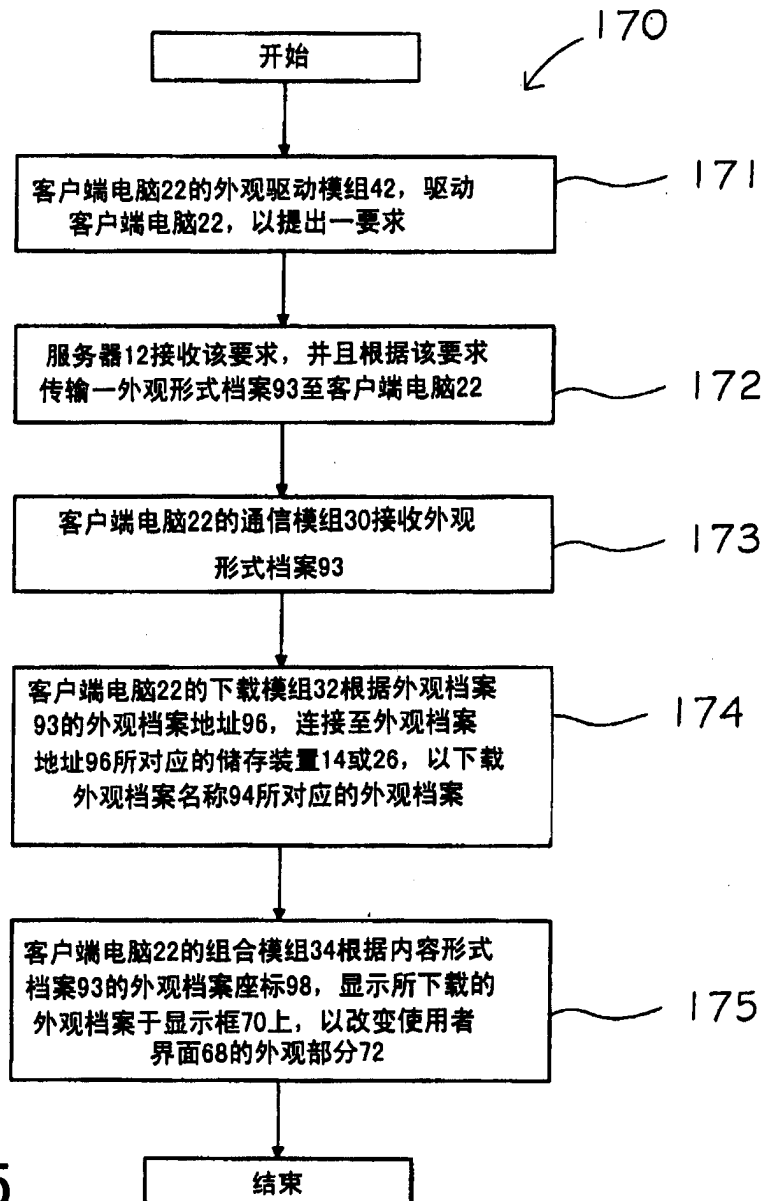 170
开始
客户端电脑22的外观驱动模组42，驱动
客户端电脑22，以提出一要求
171
服务器12接收该要求，并且根据该要求
传输一外观形式档案93至客户端电脑22
172
客户端电脑22的通信模组30接收外观
形式档案93
173
客户端电脑22的下载模组32根据外观档案
93的外观档案地址96，连接至外观档案
地址96所对应的储存装置14或26，以下载
外观档案名称94所对应的外观档案
174
客户端电脑22的组合模组34根据内容形式
档案93的外观档案座标98，显示所下载的
外观档案于显示框70上，以改变使用者
界面68的外观部分72
175
结束
5